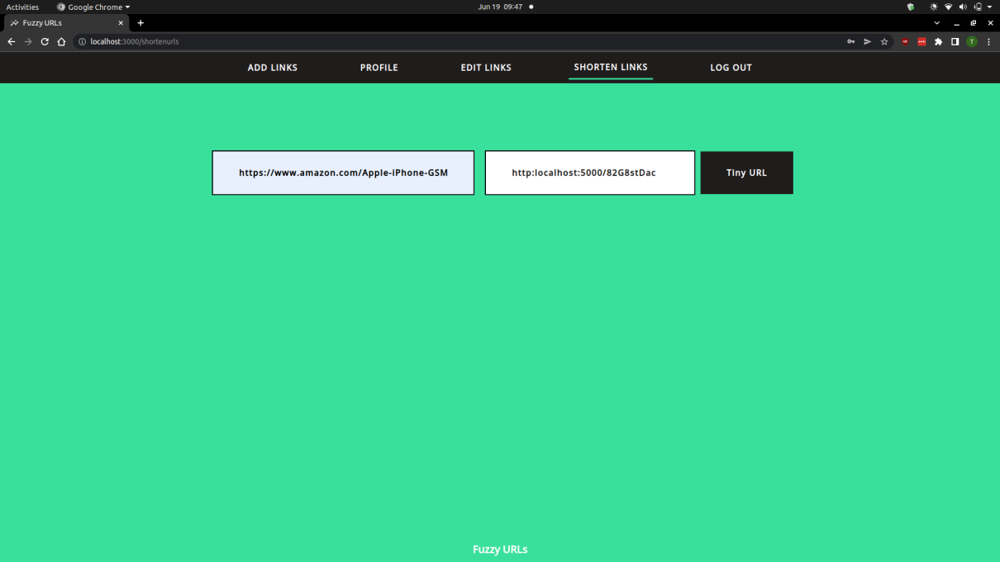 Activities Google Chrome Jun 19 09:47
Fuzzy URLs
localhost:3000/shortenurls
T
ADD LINKS PROFILE EDIT LINKS SHORTEN LINKS LOG OUT
https://www.amazon.com/Apple-iPhone-GSM http:localhost:5000/82G8stDac Tiny URL
Fuzzy URLs